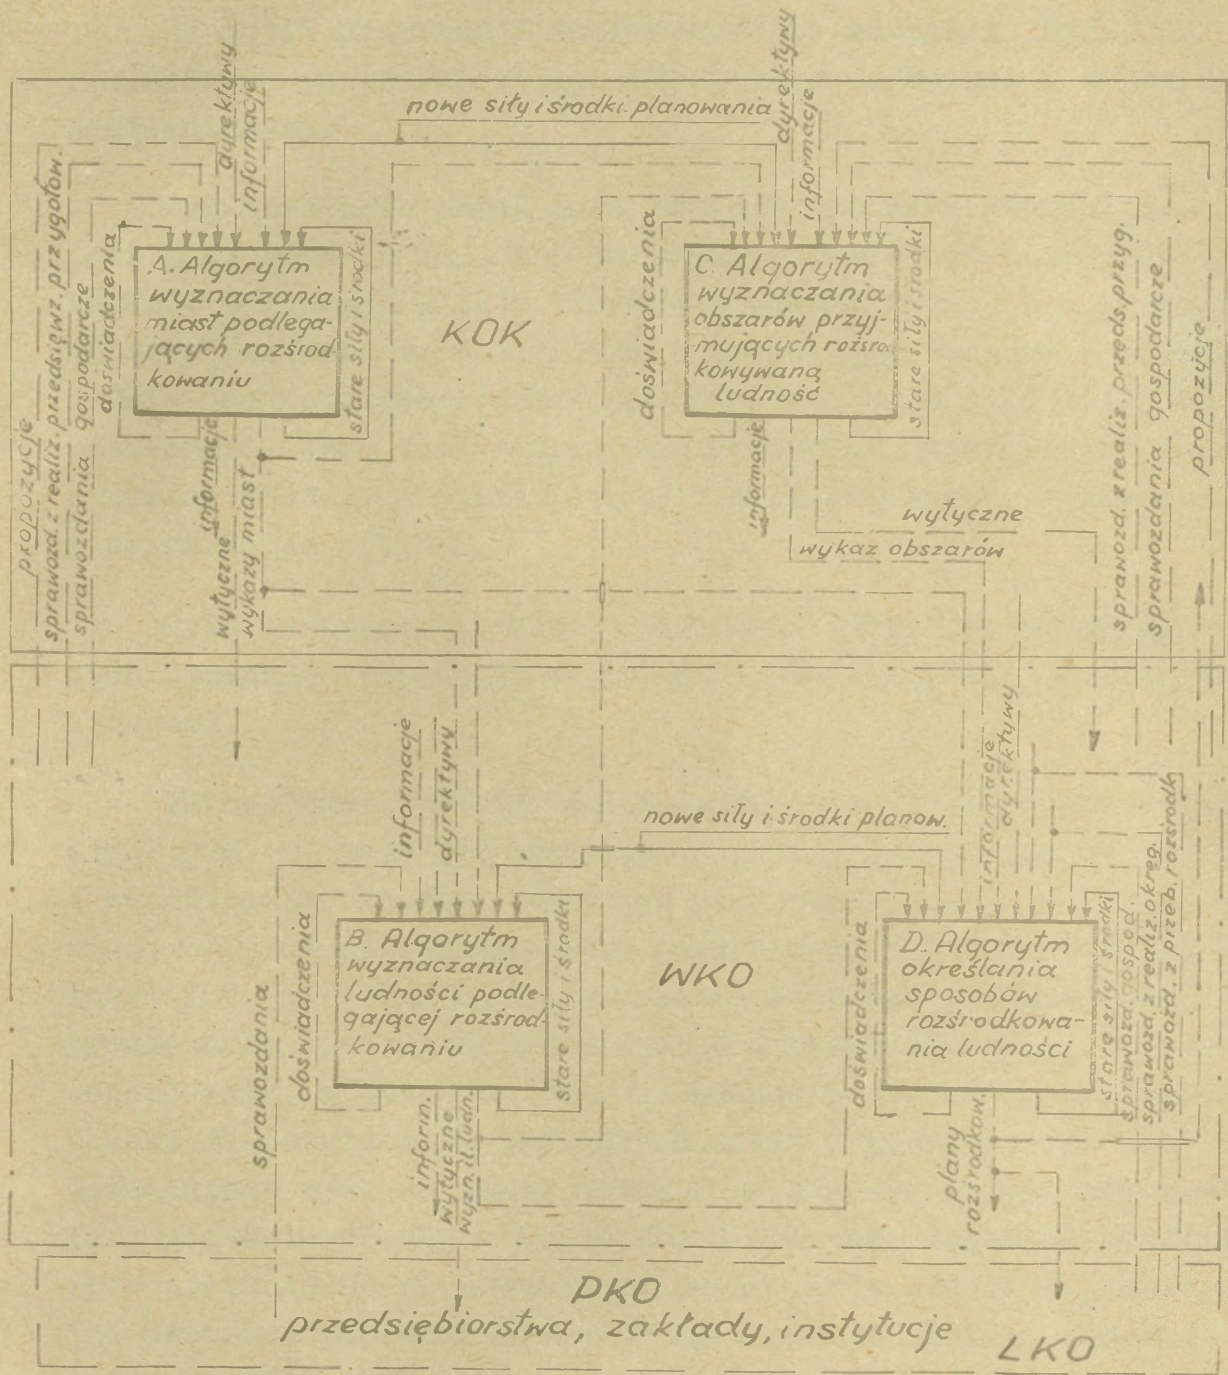 dyrektywy
informacje
dyrektywy
informacje
nowe siły i środki planowania
propozycje
sprawozd. z realiz. przedsięwz. przygotow.
sprawozdania gospodarcze
doświadczenia
A. Algorytm
wyznaczania
miast podlega-
jących rozśrod-
kowaniu
stare siły i środki
KOK
doświadczenia
C. Algorytm
wyznaczania
obszarów przyj-
mujących rozśrod
kowywaną
ludność
stare siły i środki
sprawozd. z realiz. przeds. przyg.
sprawozdania gospodarcze
propozycje
informacje
wytyczne
wykazy miast
informacje
wytyczne
wykaz obszarów
informacje
dyrektywy
informacje
dyrektywy
nowe siły i środki planow.
sprawozdania
doświadczenia
B. Algorytm
wyznaczania
ludności podle-
gającej rozśrod-
kowaniu
stare siły i środki
WKO
doświadczenia
D. Algorytm
określania
sposobów
rozśrodkowa-
nia ludności
stare siły i środki
sprawozd. gospod.
sprawozd. z realiz. okreg.
sprawozd. z przeb. rozśrodk
inform.
wytyczne
wyzn. il. ludn.
plany
rozśrodkow.
PKO
przedsiębiorstwa, zakłady, instytucje
LKO